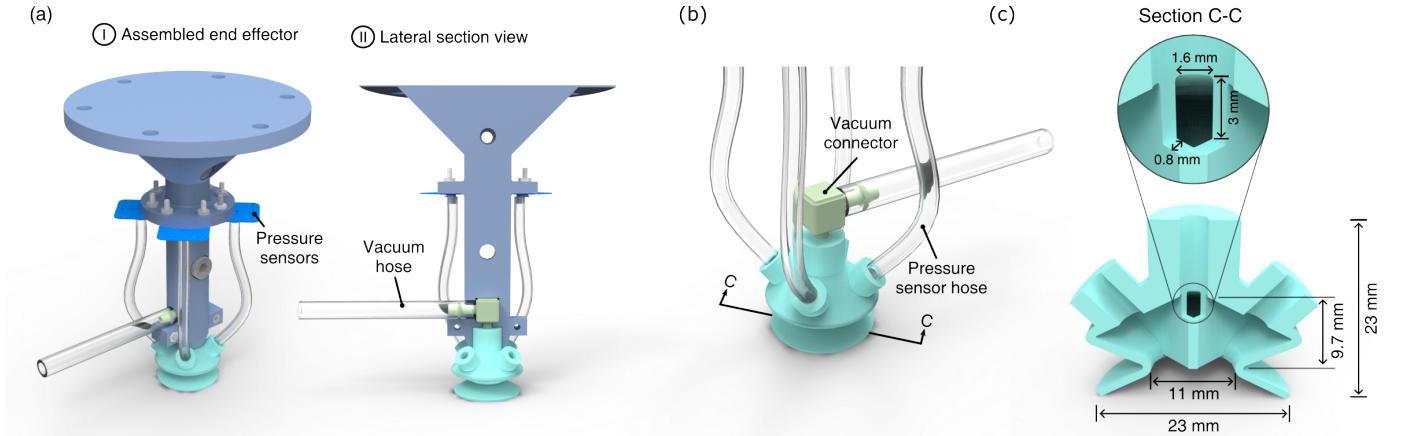 (a)
I Assembled end effector
II Lateral section view
Pressure
sensors
Vacuum
hose
(b)
Vacuum
connector
Pressure
sensor hose
C
C
(c)
Section C-C
1.6 mm
3 mm
0.8 mm
9.7 mm
23 mm
11 mm
23 mm